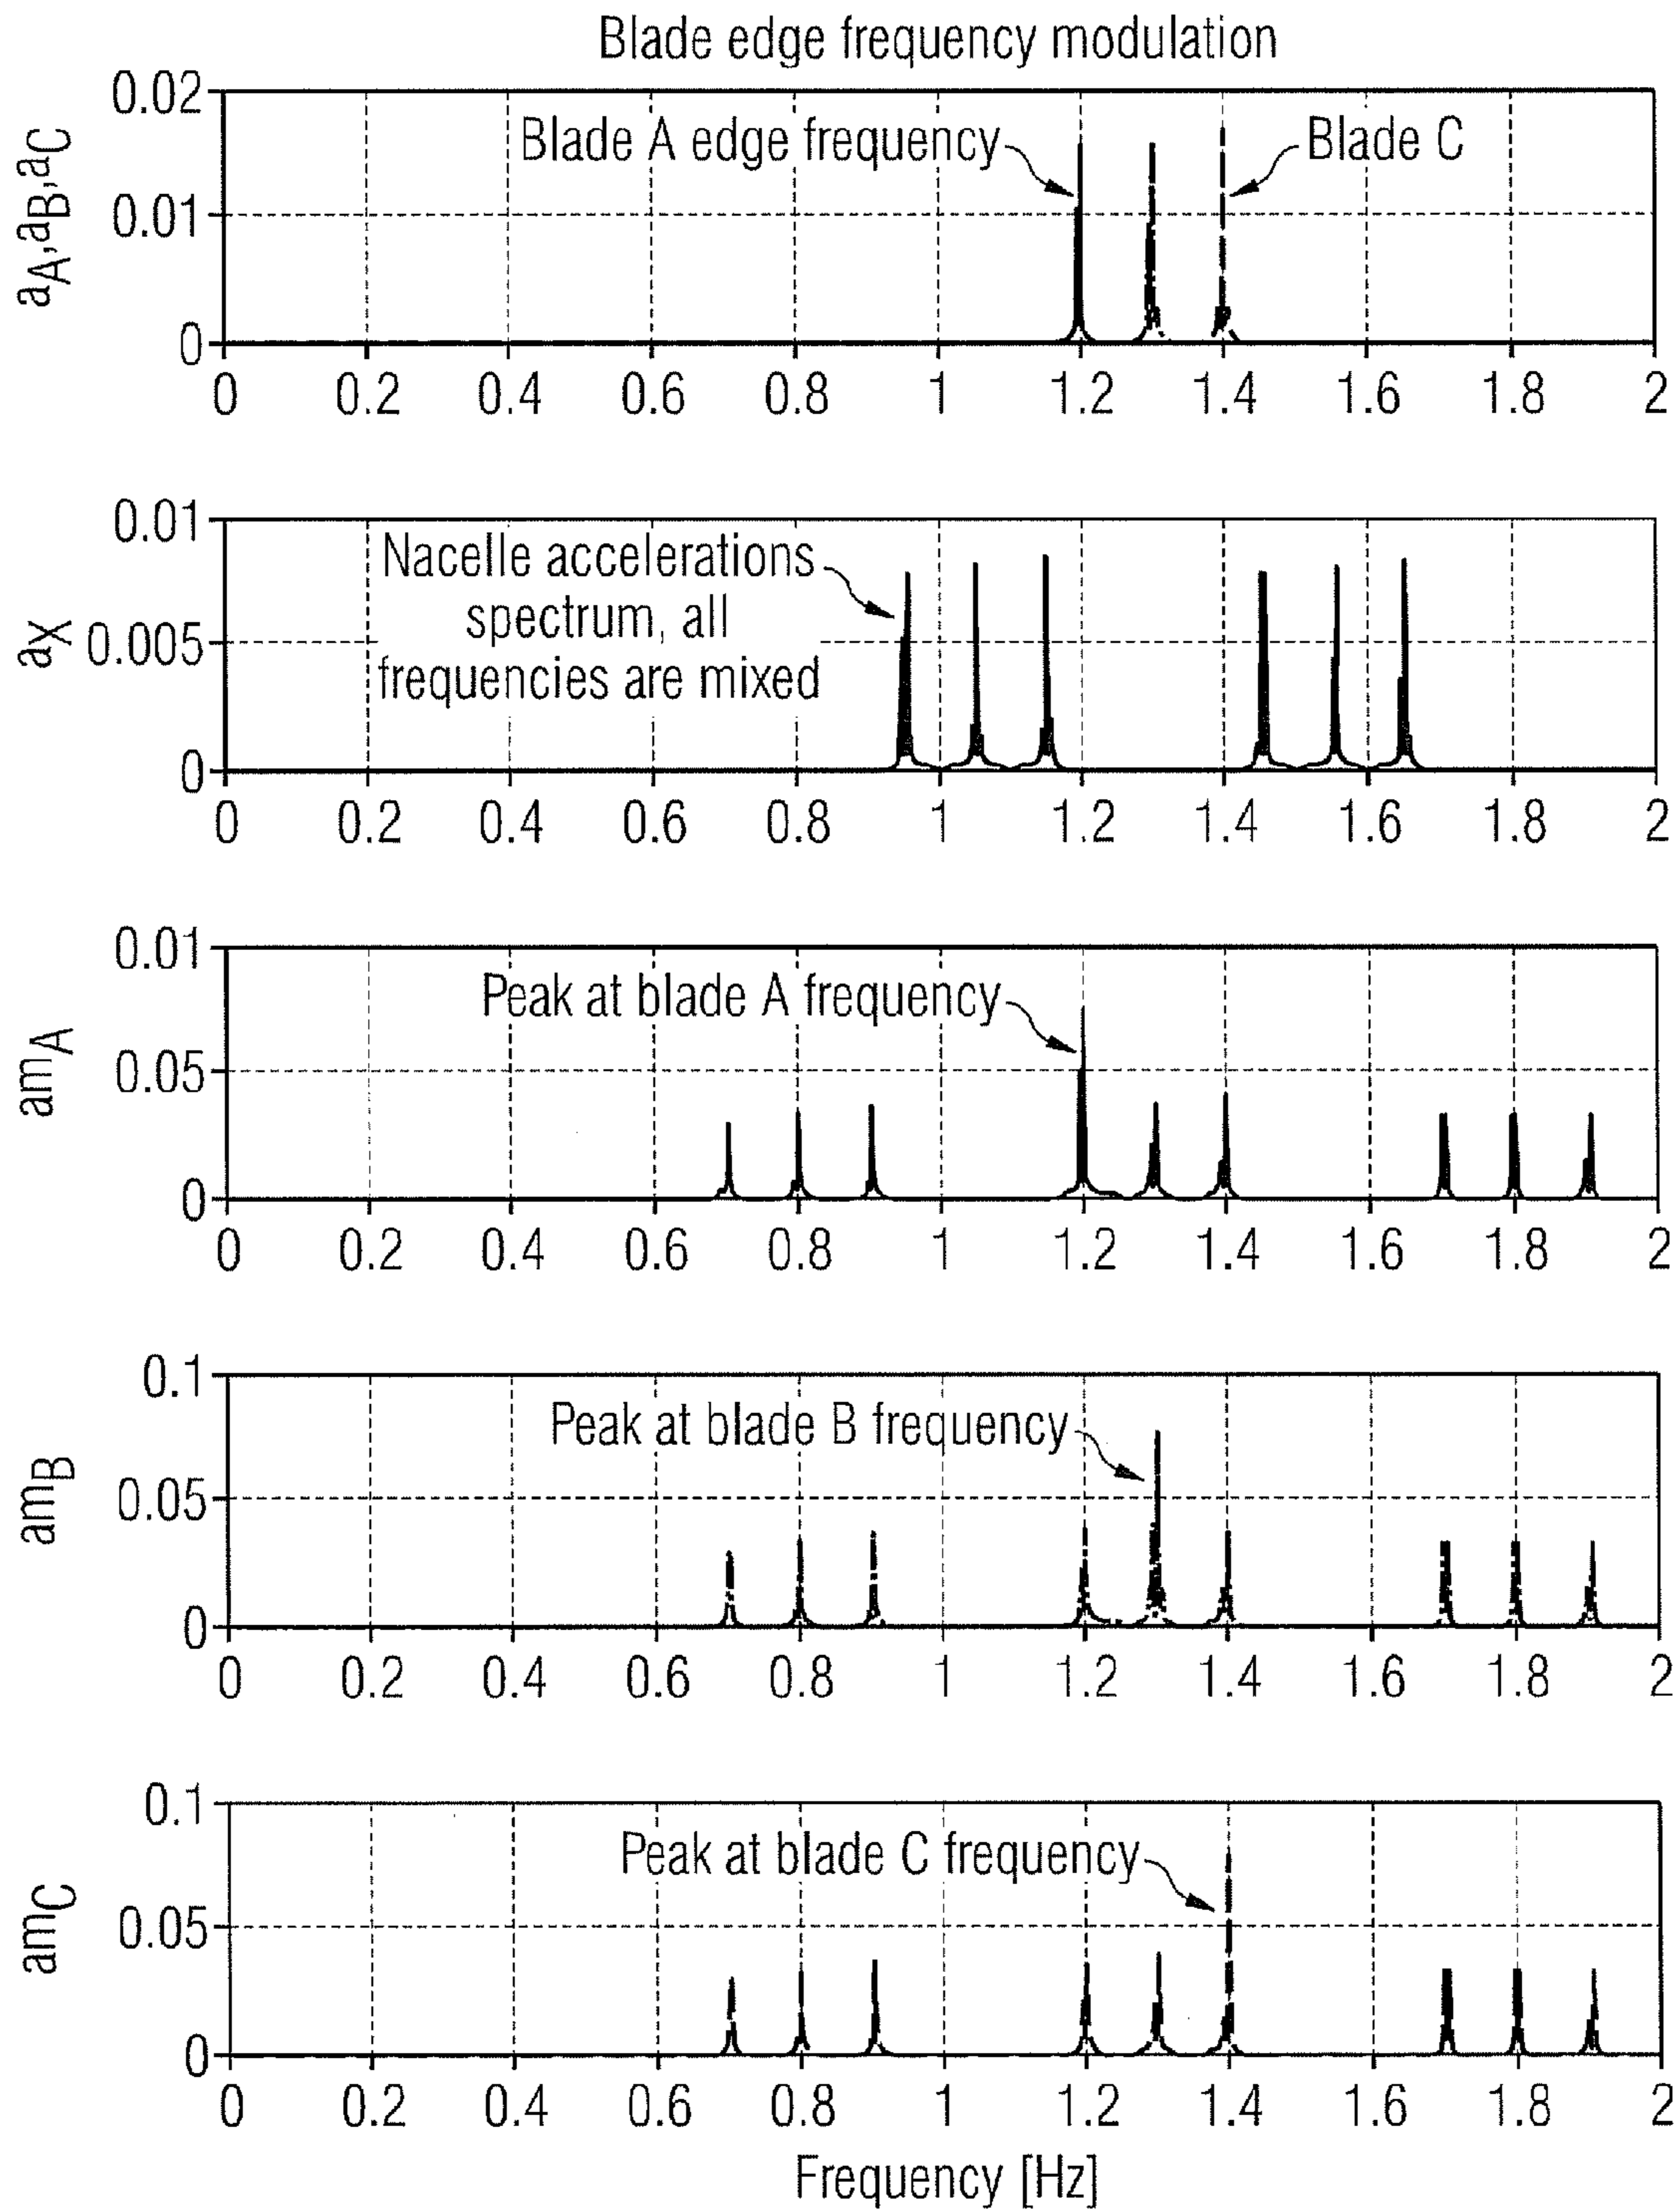 Blade edge frequency modulation
0.02
Blade A edge frequency
Blade C
aA,aB,aC
0.01
0
0 0.2 0.4 0.6 0.8 1 1.2 1.4 1.6 1.8 2
0.01
Nacelle accelerations
spectrum, all
frequencies are mixed
aX
0.005
0
0 0.2 0.4 0.6 0.8 1 1.2 1.4 1.6 1.8 2
0.01
Peak at blade A frequency
amA
0.05
0
0 0.2 0.4 0.6 0.8 1 1.2 1.4 1.6 1.8 2
0.1
Peak at blade B frequency
amB
0.05
0
0 0.2 0.4 0.6 0.8 1 1.2 1.4 1.6 1.8 2
0.1
Peak at blade C frequency
amC
0.05
0
0 0.2 0.4 0.6 0.8 1 1.2 1.4 1.6 1.8 2
Frequency [Hz]